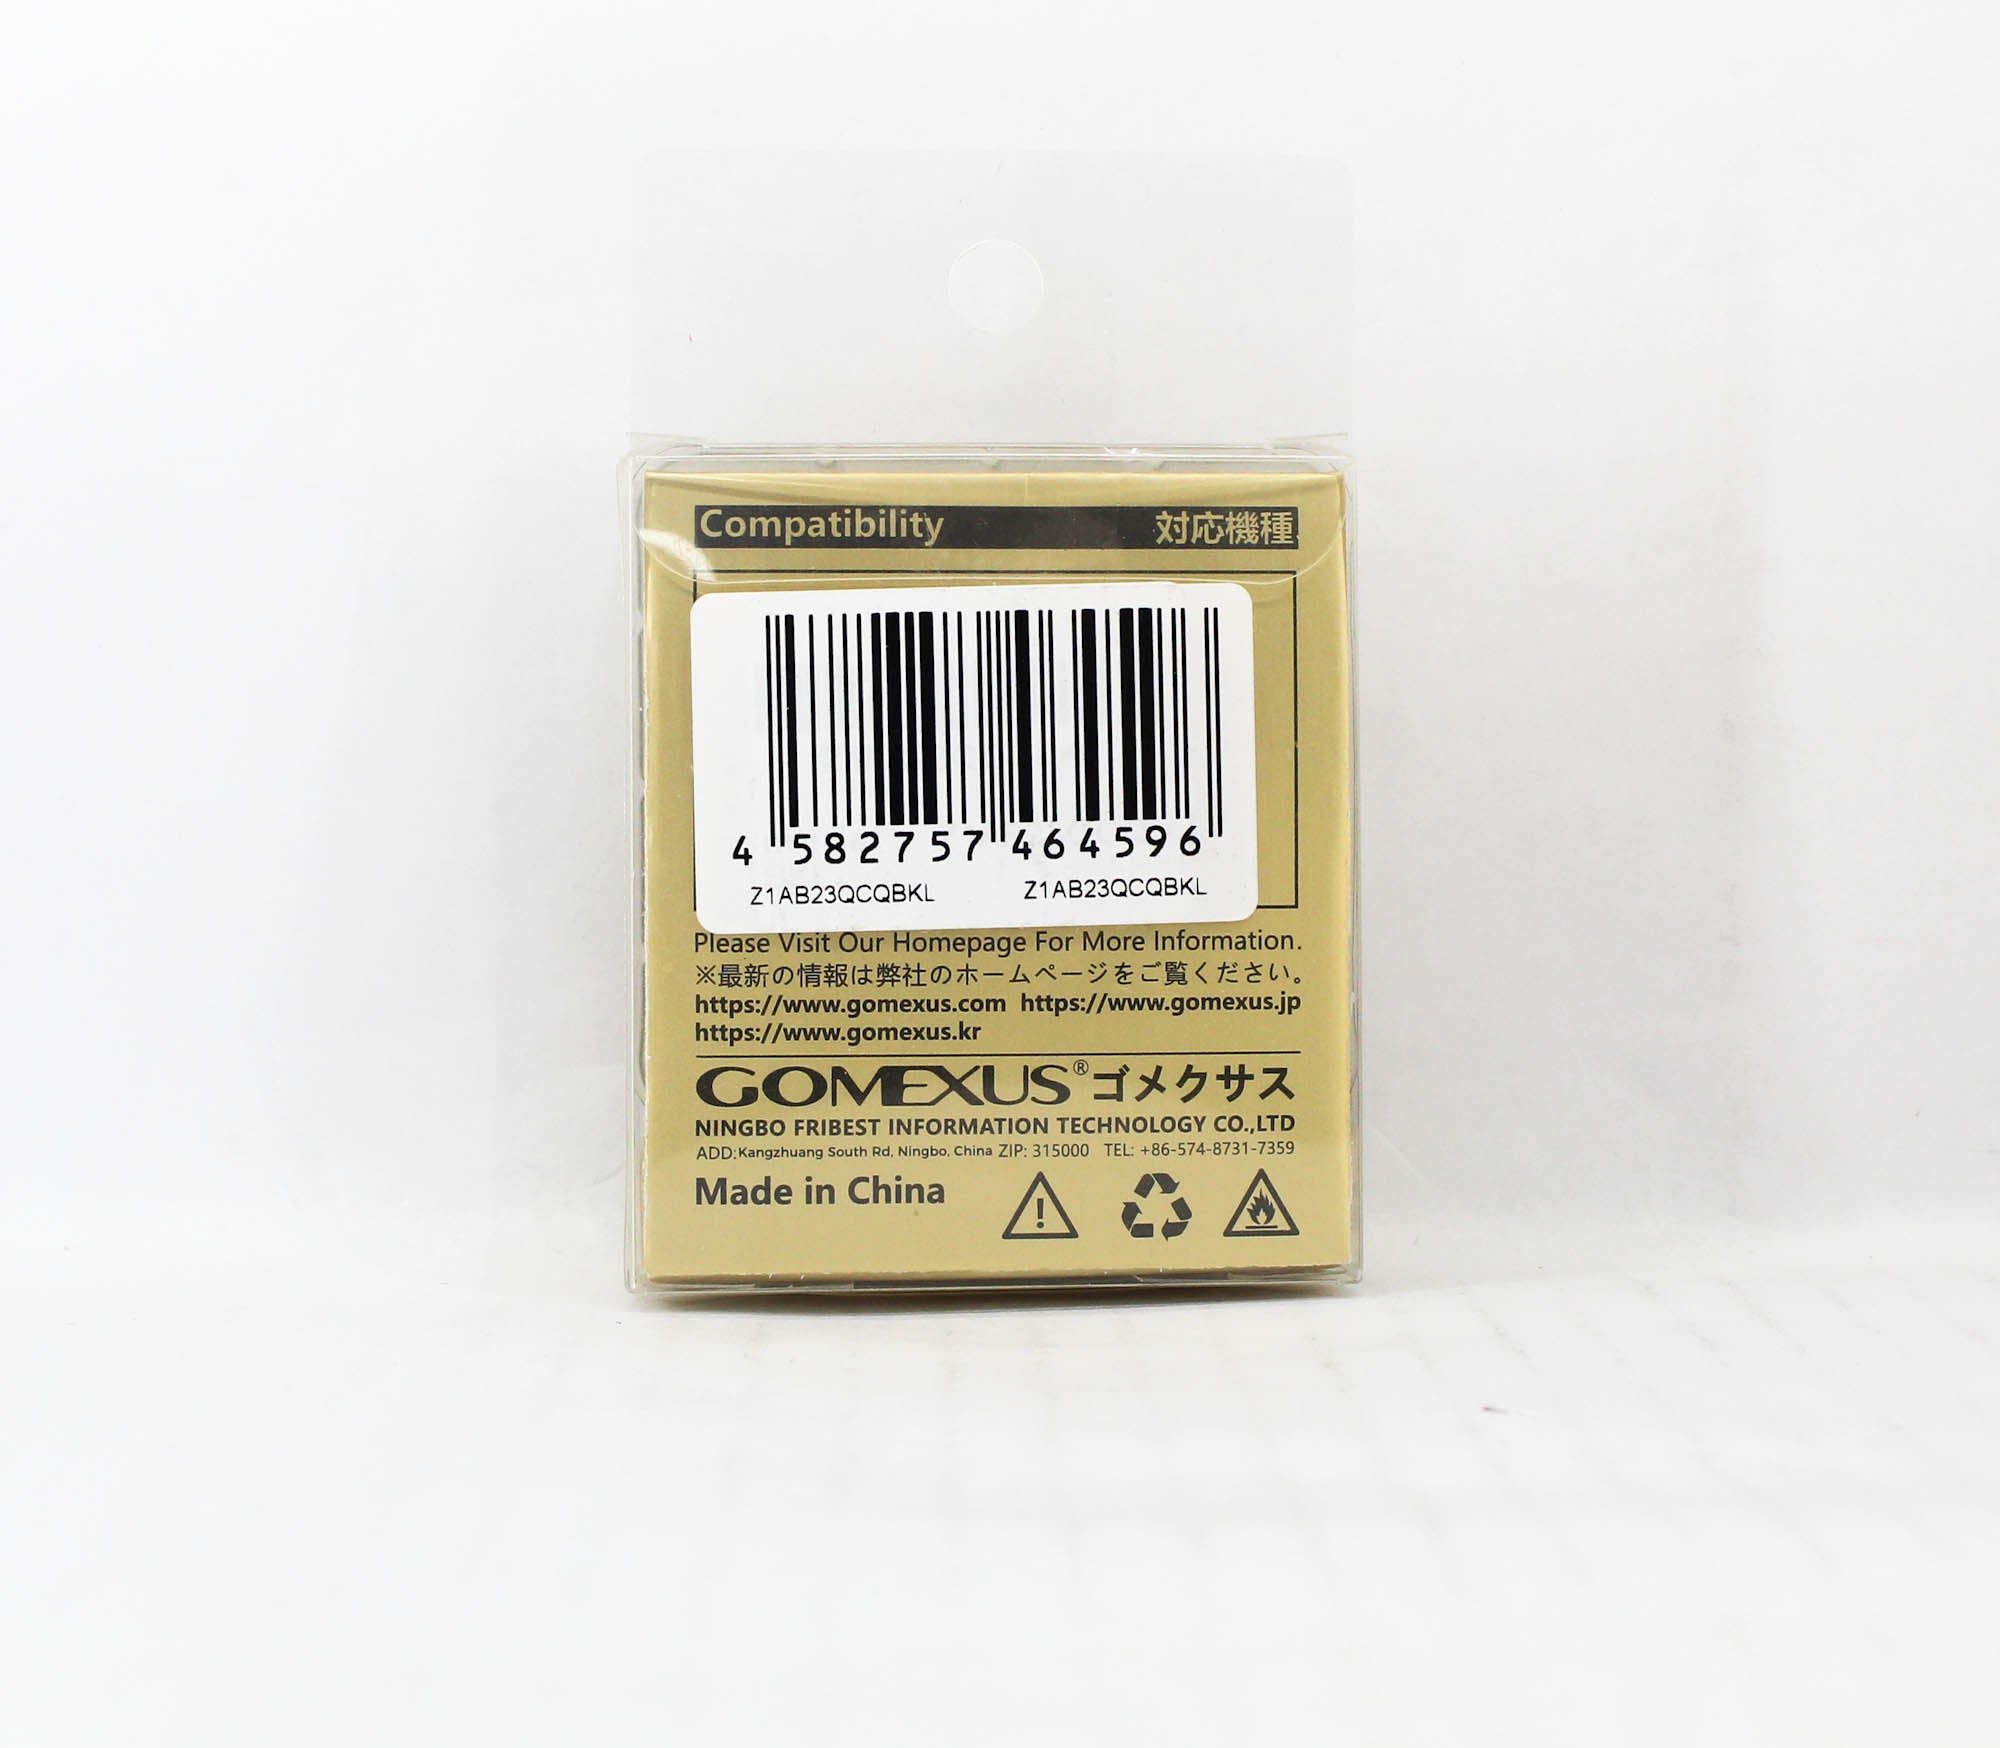 Compatibility 対応機種
4 582757 464596
Z1AB23QCQBKL Z1AB23QCQBKL
Please Visit Our Homepage For More Information.
※最新の情報は弊社のホームページをご覧ください。
https://www.gomexus.com https://www.gomexus.jp
https://www.gomexus.kr
GOMEXUS® ゴメクサス
NINGBO FRIBEST INFORMATION TECHNOLOGY CO.,LTD
ADD:Kangzhuang South Rd, Ningbo, China ZIP: 315000 TEL: +86-574-8731-7359
Made in China